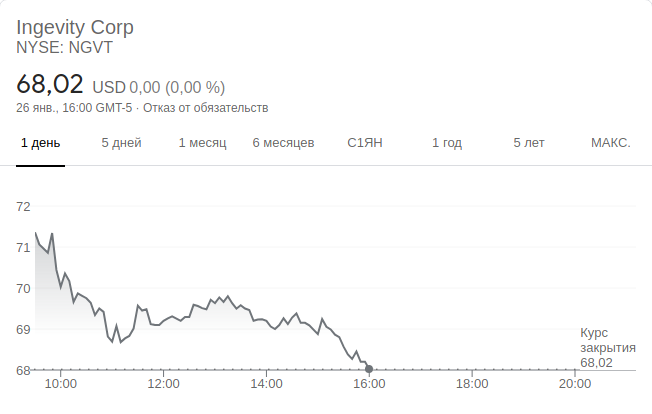 Ingevity Corp
NYSE: NGVT
68,02 USD 0,00 (0,00 %)
26 янв., 16:00 GMT-5 · Отказ от обязательств
1 день 5 дней 1 месяц 6 месяцев С1ЯН 1 год 5 лет МАКС.
72
71
70
69
68
Курс
закрытия
68,02
10:00 12:00 14:00 16:00 18:00 20:00